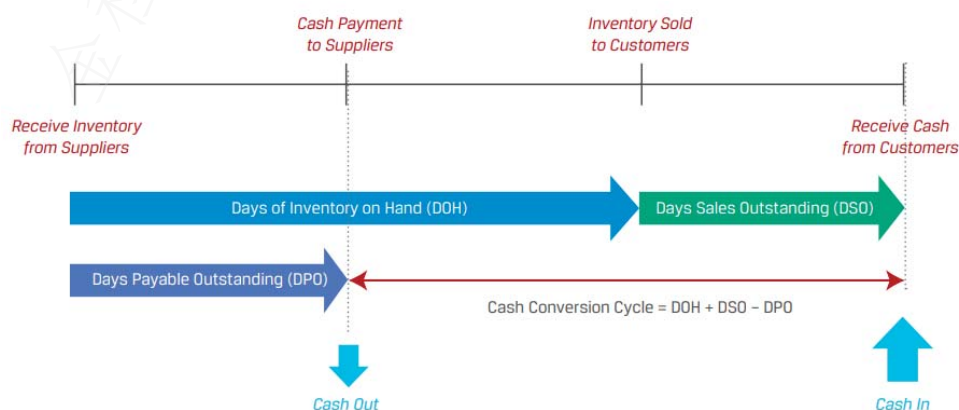 Cash Payment
to Suppliers
Inventory Sold
to Customers
Receive Inventory
from Suppliers
Receive Cash
from Customers
Days of Inventory on Hand (DOH)
Days Sales Outstanding (DSO)
Days Payable Outstanding (DPO)
Cash Conversion Cycle = DOH + DSO – DPO
Cash Out
Cash In